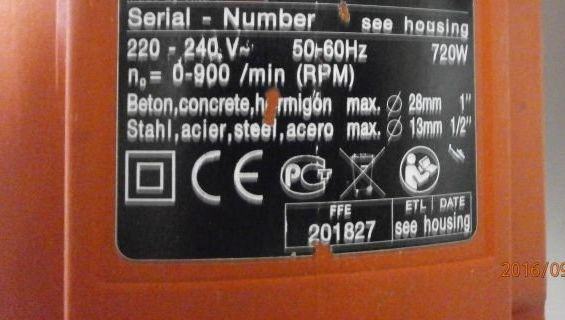 Serial - Number see housing
220 - 240 V~ 50-60Hz 720W
n₀ = 0-900 /min (RPM)
Beton,concrete,hormigón max. ∅ 28mm 1"
Stahl,acier,steel,acero max. ∅ 13mm 1/2"
CE PCT
FFE
201827
ETL | DATE
see housing
2016/09